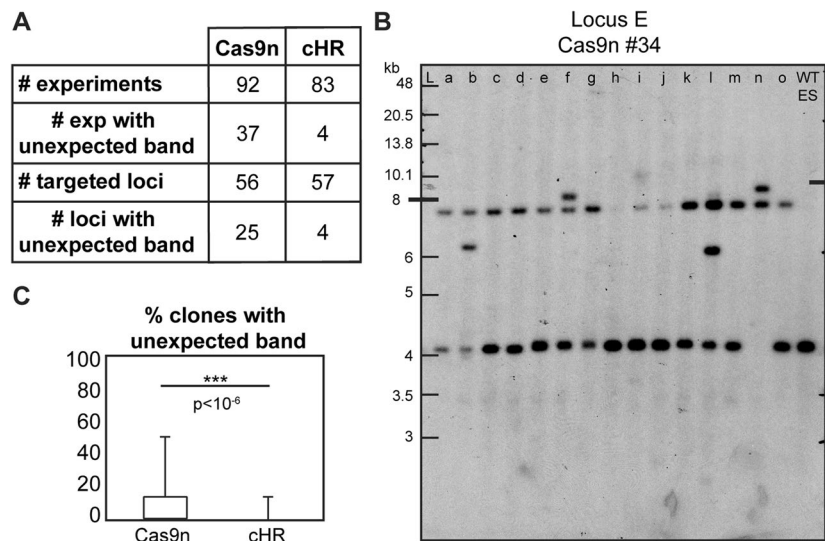 A
Cas9n cHR
# experiments 92 83
# exp with
unexpected band 37 4
# targeted loci 56 57
# loci with
unexpected band 25 4
C
% clones with
unexpected band
100
80
60
40
20
0
***
p<10-6
Cas9n cHR
B
Locus E
Cas9n #34
kb L a b c d e f g h i j k l m n o WT
ES
48
20.5
13.8
10.1
8
6
5
4
3.5
3